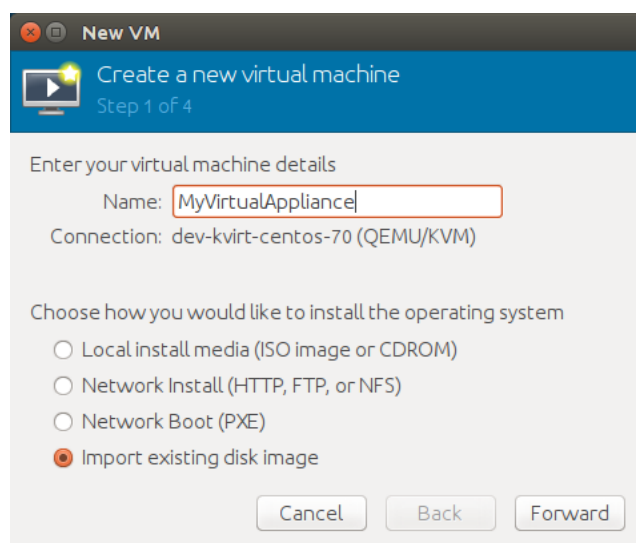 New VM
Create a new virtual machine
Step 1 of 4
Enter your virtual machine details
Name: MyVirtualAppliance
Connection: dev-kvirt-centos-70 (QEMU/KVM)
Choose how you would like to install the operating system
Local install media (ISO image or CDROM)
Network Install (HTTP, FTP, or NFS)
Network Boot (PXE)
Import existing disk image
Cancel Back Forward